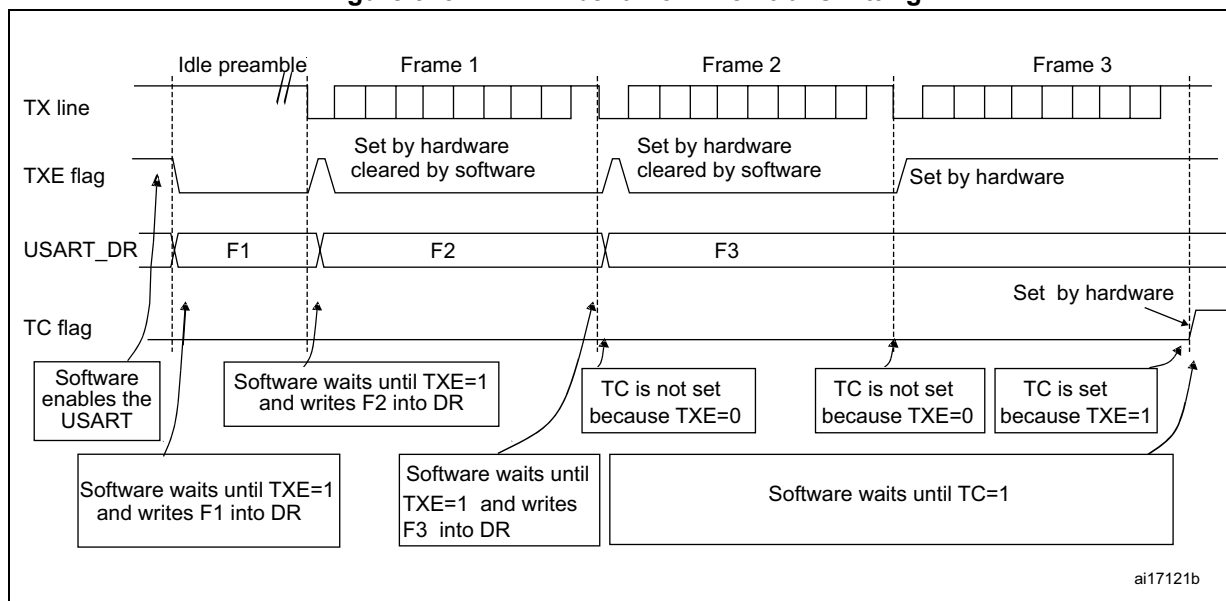 Idle preamble
Frame 1
Frame 2
Frame 3
TX line
Set by hardware
cleared by software
Set by hardware
cleared by software
TXE flag
Set by hardware
USART_DR
F1
F2
F3
Set by hardware
TC flag
Software
enables the
USART
Software waits until TXE=1
and writes F2 into DR
TC is not set
because TXE=0
TC is not set
because TXE=0
TC is set
because TXE=1
Software waits until TXE=1
and writes F1 into DR
Software waits until
TXE=1 and writes
F3 into DR
Software waits until TC=1
ai17121b